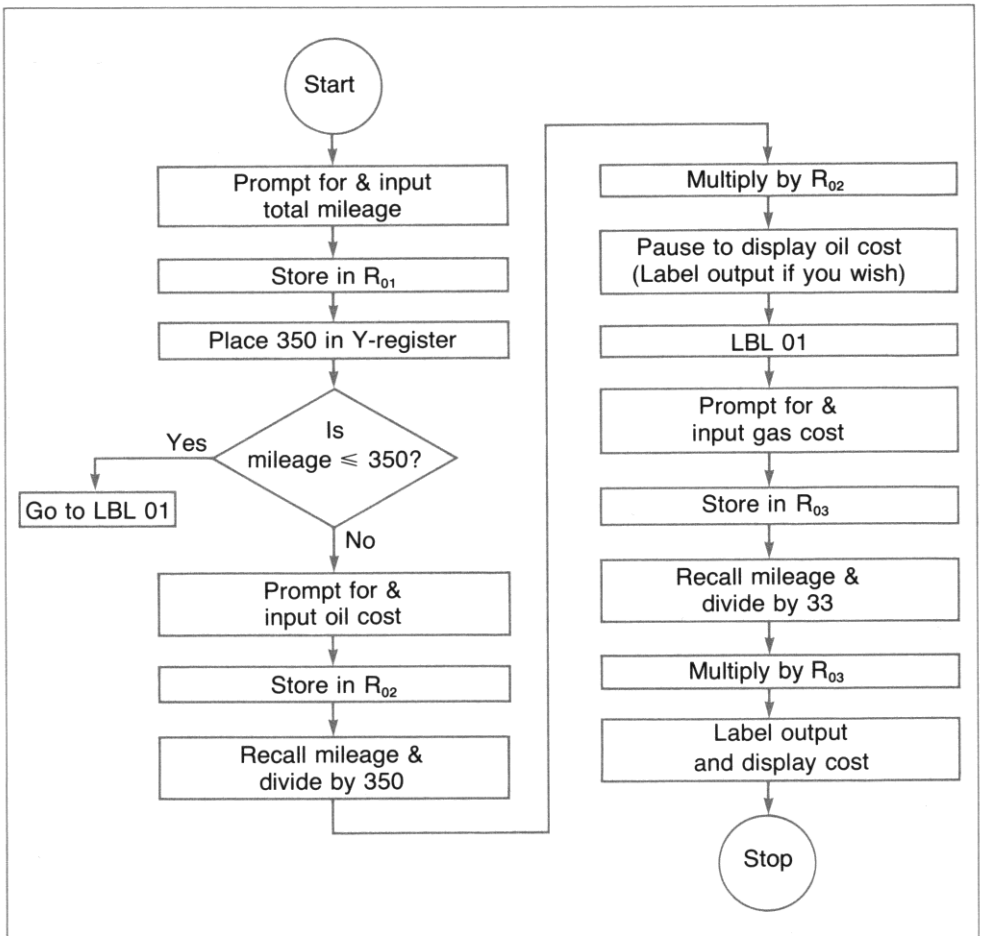 Start
Prompt for & input
total mileage
Store in R₀₁
Place 350 in Y-register
Is
mileage ⩽ 350?
Yes
Go to LBL 01
No
Prompt for &
input oil cost
Store in R₀₂
Recall mileage &
divide by 350
Multiply by R₀₂
Pause to display oil cost
(Label output if you wish)
LBL 01
Prompt for &
input gas cost
Store in R₀₃
Recall mileage &
divide by 33
Multiply by R₀₃
Label output
and display cost
Stop